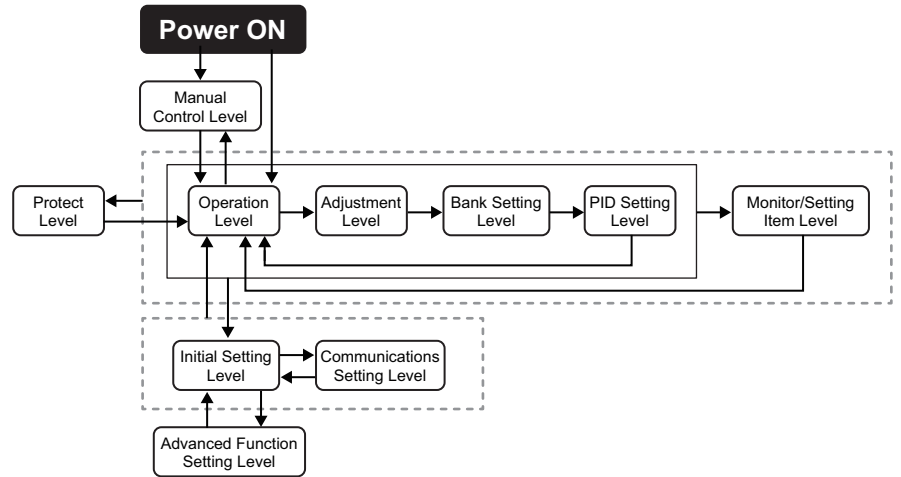 Power ON
Manual
Control Level
Protect
Level
Operation
Level
Adjustment
Level
Bank Setting
Level
PID Setting
Level
Monitor/Setting
Item Level
Initial Setting
Level
Communications
Setting Level
Advanced Function
Setting Level